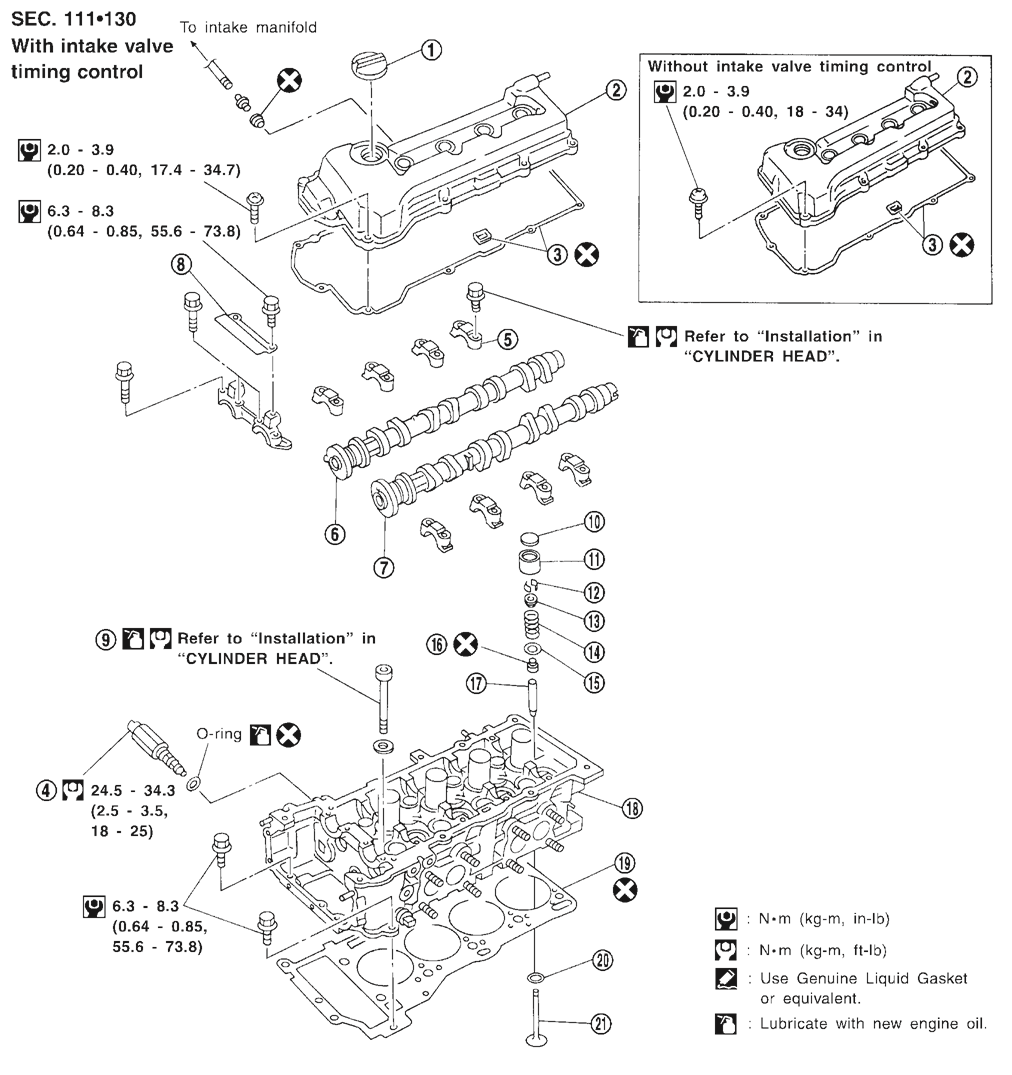 SEC. 111•130
With intake valve
timing control
To intake manifold
1
2
Without intake valve timing control
2
2.0 - 3.9
(0.20 - 0.40, 18 - 34)
3
2.0 - 3.9
(0.20 - 0.40, 17.4 - 34.7)
6.3 - 8.3
(0.64 - 0.85, 55.6 - 73.8)
3
8
5
Refer to “Installation” in
“CYLINDER HEAD”.
6
7
10
11
12
13
14
15
16
17
9
Refer to “Installation” in
“CYLINDER HEAD”.
O-ring
4
24.5 - 34.3
(2.5 - 3.5,
18 - 25)
18
19
6.3 - 8.3
(0.64 - 0.85,
55.6 - 73.8)
20
21
: N•m (kg-m, in-lb)
: N•m (kg-m, ft-lb)
: Use Genuine Liquid Gasket
or equivalent.
: Lubricate with new engine oil.